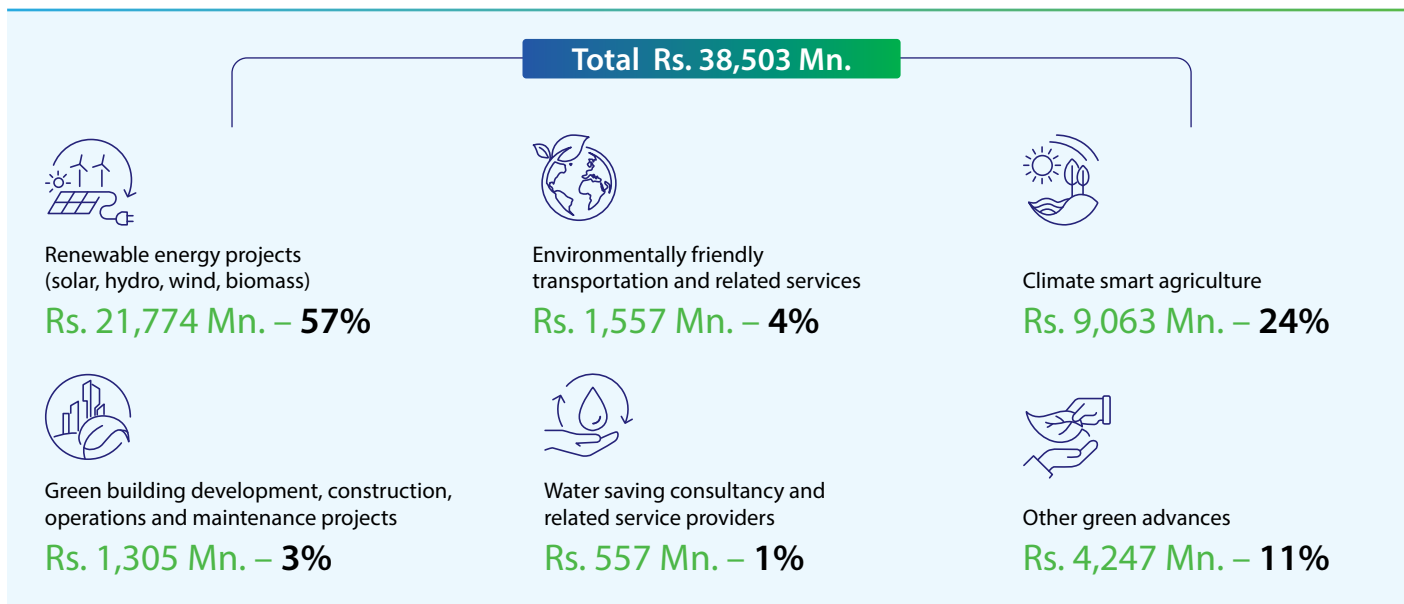 Total Rs. 38,503 Mn.
Renewable energy projects
(solar, hydro, wind, biomass)
Rs. 21,774 Mn. – 57%
Environmentally friendly
transportation and related services
Rs. 1,557 Mn. – 4%
Climate smart agriculture
Rs. 9,063 Mn. – 24%
Green building development, construction,
operations and maintenance projects
Rs. 1,305 Mn. – 3%
Water saving consultancy and
related service providers
Rs. 557 Mn. – 1%
Other green advances
Rs. 4,247 Mn. – 11%